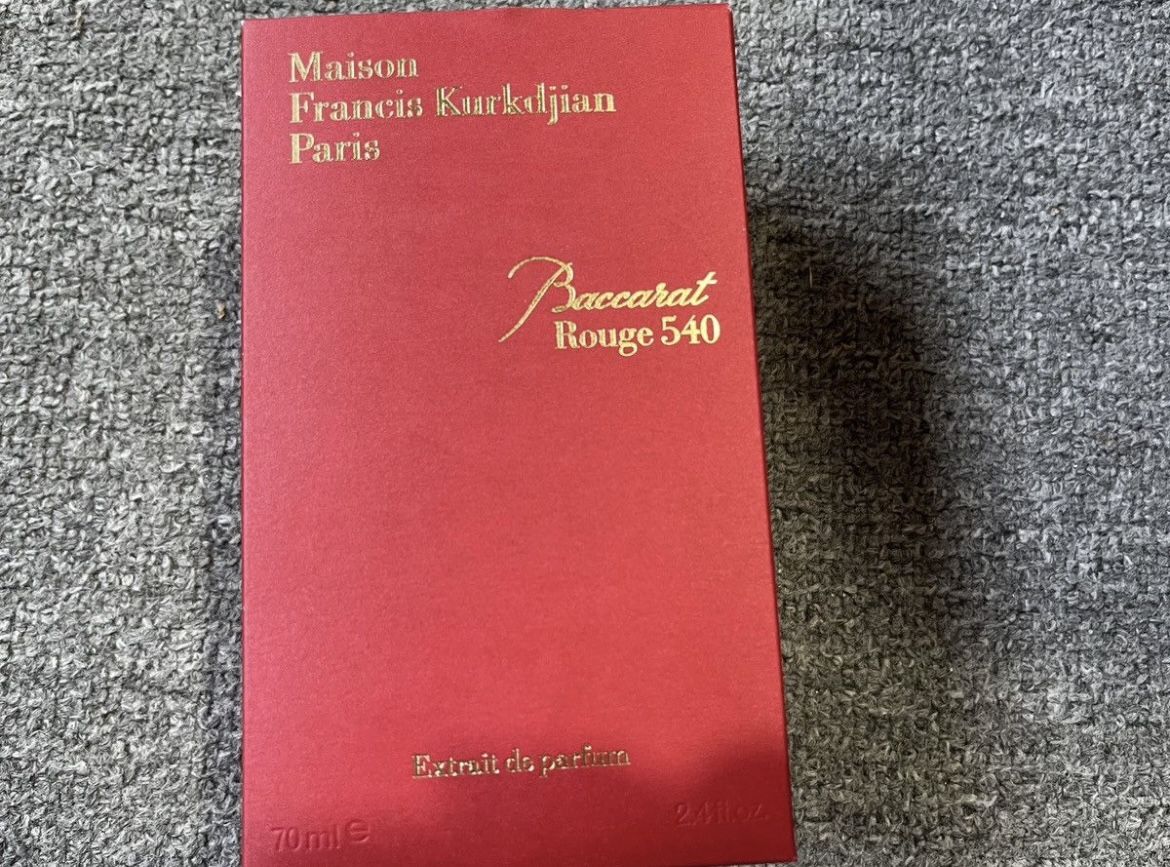 Maison
Francis Kurkdjian
Paris
Baccarat
Rouge 540
Extrait de parfum
70 ml ℮
2.4 fl.oz.